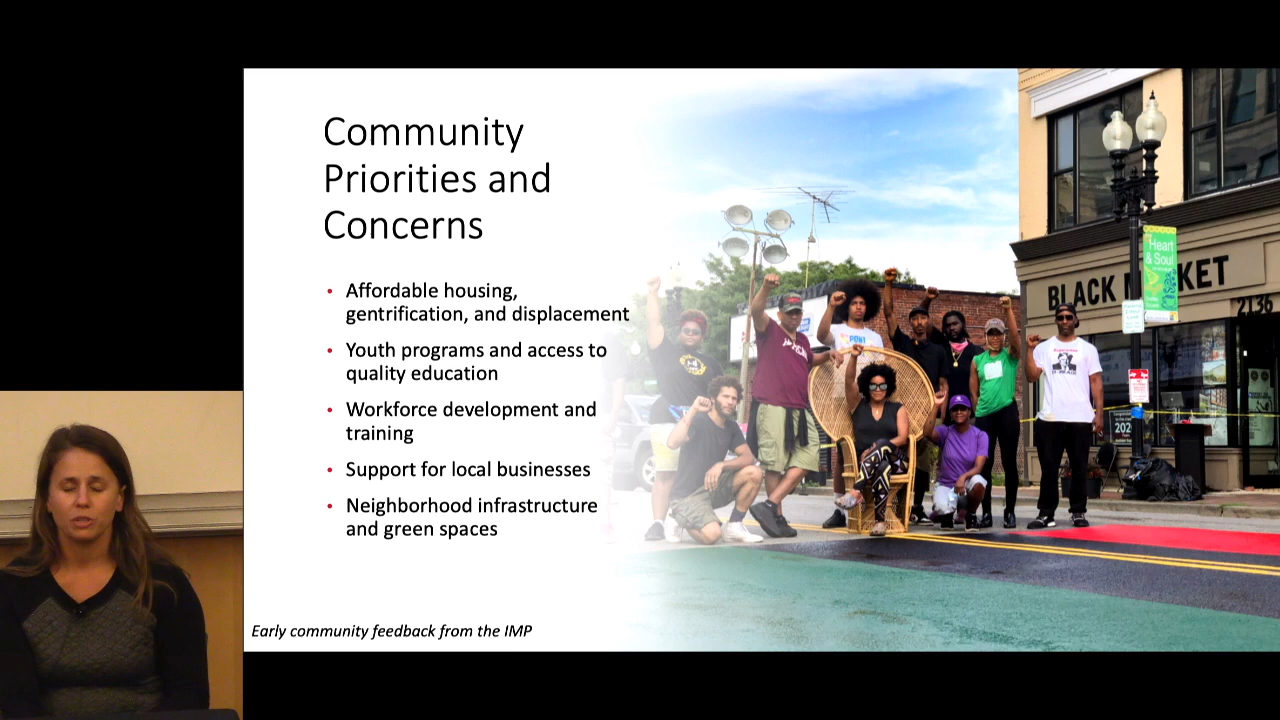 Community
Priorities and
Concerns
• Affordable housing,
gentrification, and displacement
• Youth programs and access to
quality education
• Workforce development and
training
• Support for local businesses
• Neighborhood infrastructure
and green spaces
Early community feedback from the IMP
Heart
& Soul
BLACK M KET
2136